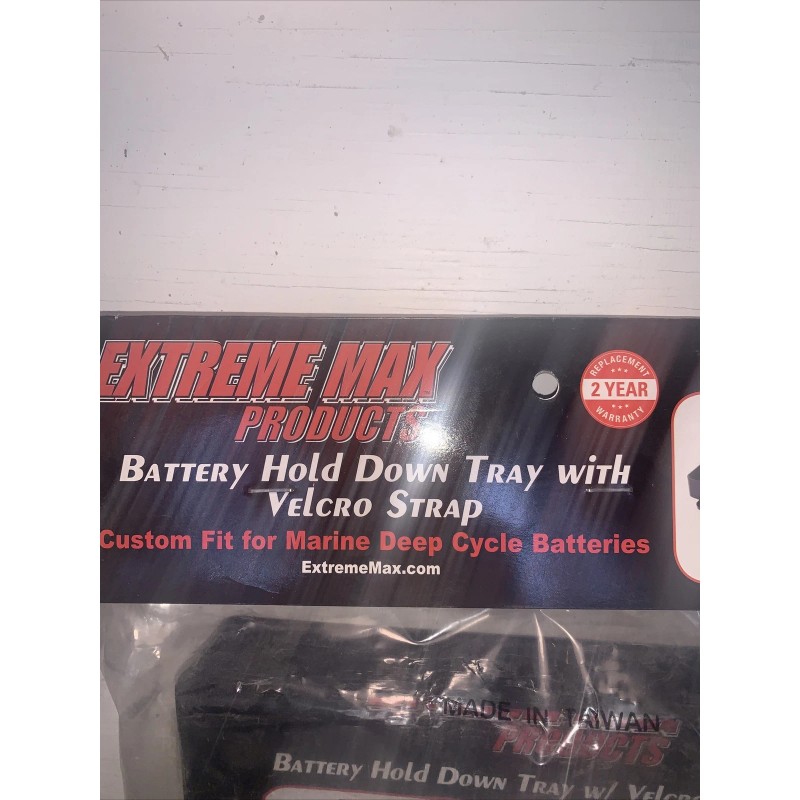 EXTREME MAX
PRODUCTS
REPLACEMENT
2 YEAR
WARRANTY
BATTERY HOLD DOWN TRAY WITH
VELCRO STRAP
Custom Fit for Marine Deep Cycle Batteries
ExtremeMax.com
MADE IN TAIWAN
PRODUCTS
BATTERY HOLD DOWN TRAY W/ VELCRO